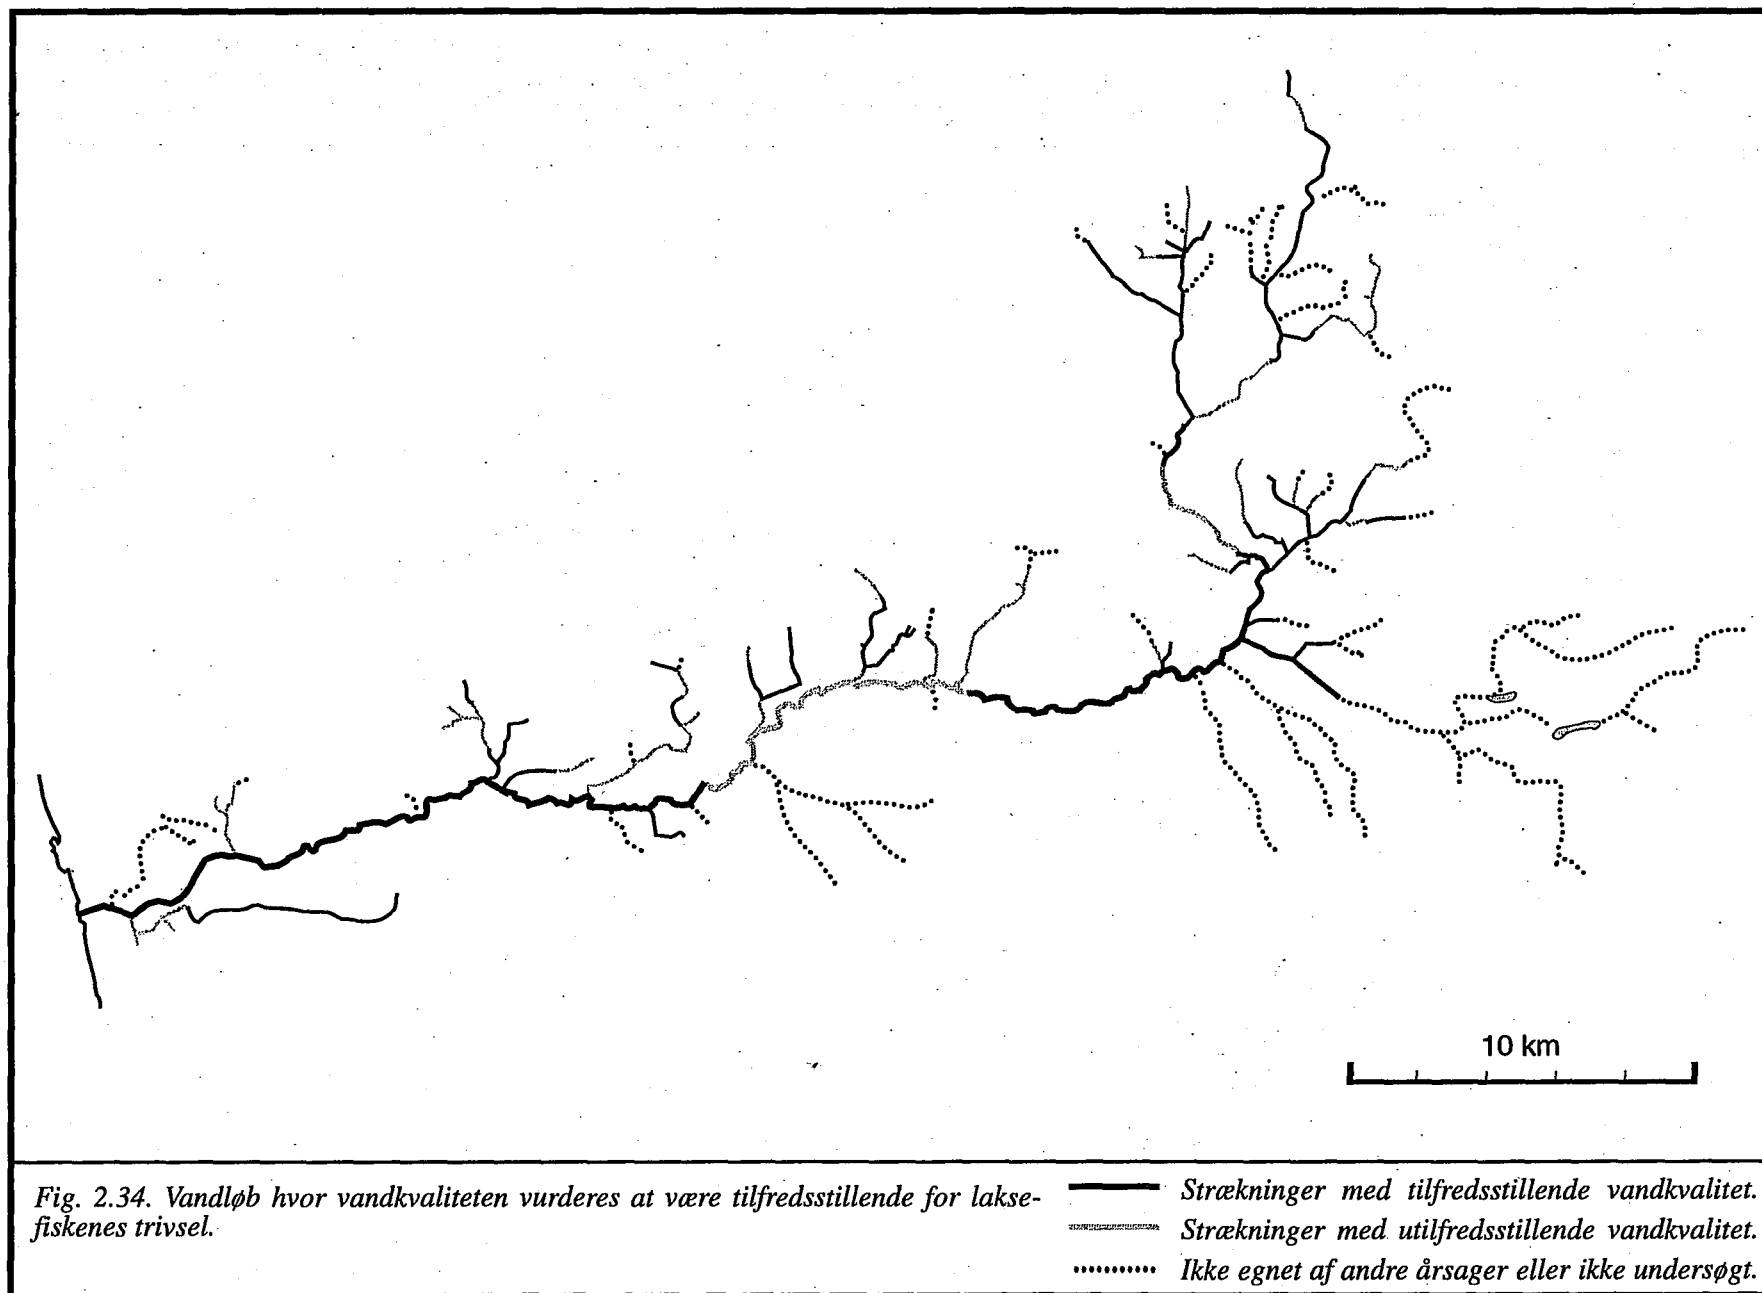 10 km
Fig. 2.34. Vandløb hvor vandkvaliteten vurderes at være tilfredsstillende for lakse-
fiskenes trivsel.
Strækninger med tilfredsstillende vandkvalitet.
Strækninger med utilfredsstillende vandkvalitet.
Ikke egnet af andre årsager eller ikke undersøgt.